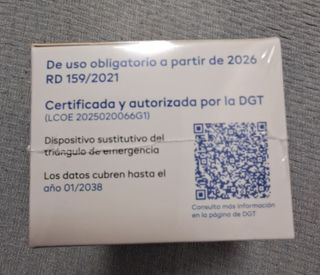 De uso obligatorio a partir de 2026
RD 159/2021
Certificada y autorizada por la DGT
(LCOE 2025020066G1)
Dispositivo sustitutivo del
triángulo de emergencia
Los datos cubren hasta el
año 01/2038
Consulta más información
en la página de DGT